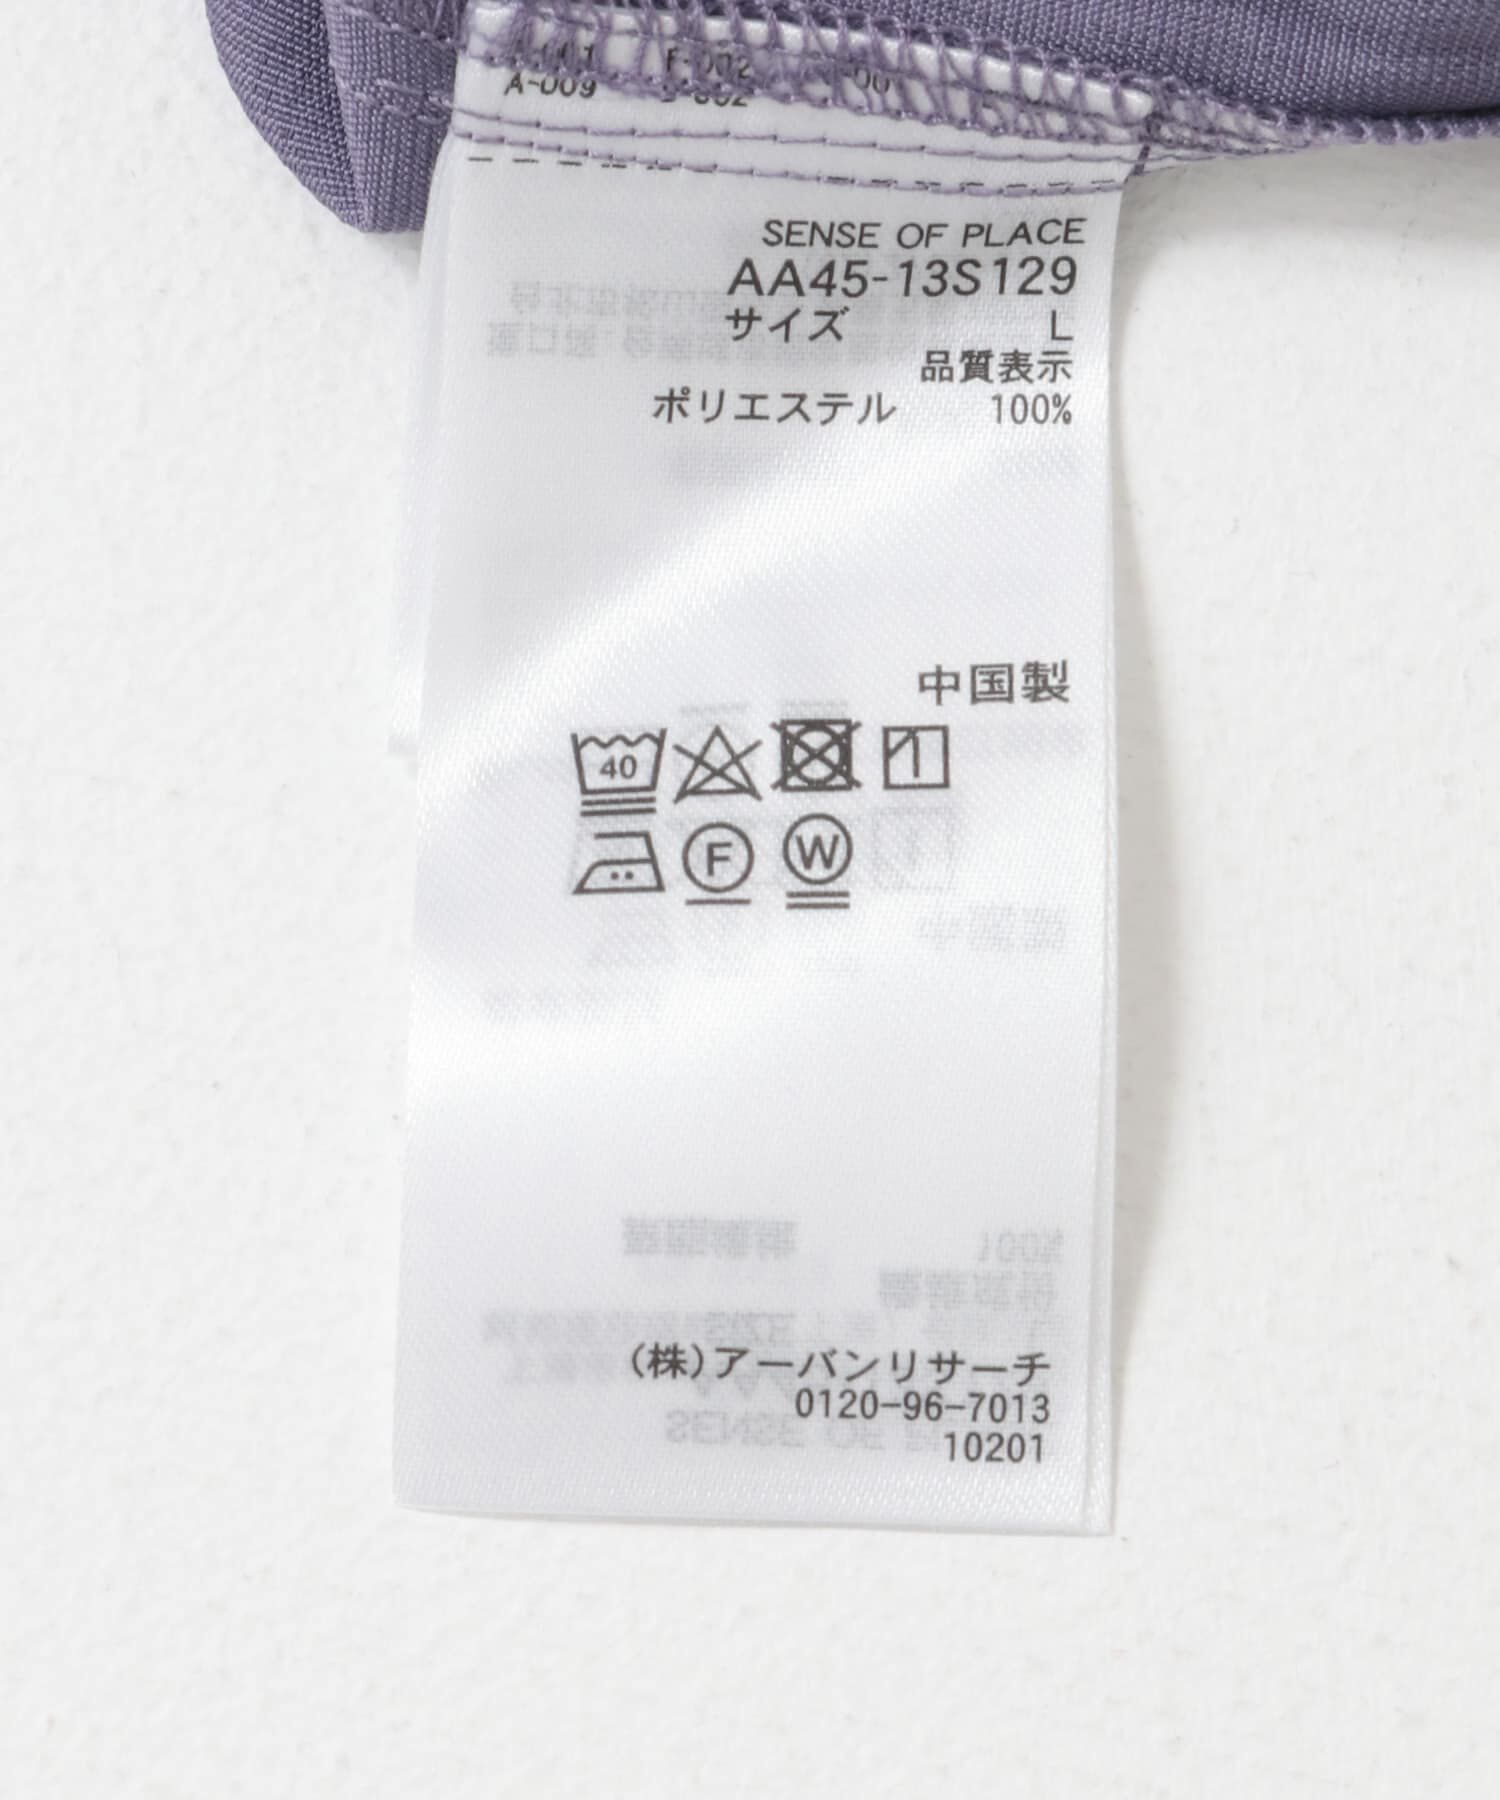 A-009
SENSE OF PLACE
AA45-13S129
サイズ L
品質表示
ポリエステル 100%
中国製
40
F W
(株)アーバンリサーチ
0120-96-7013
10201